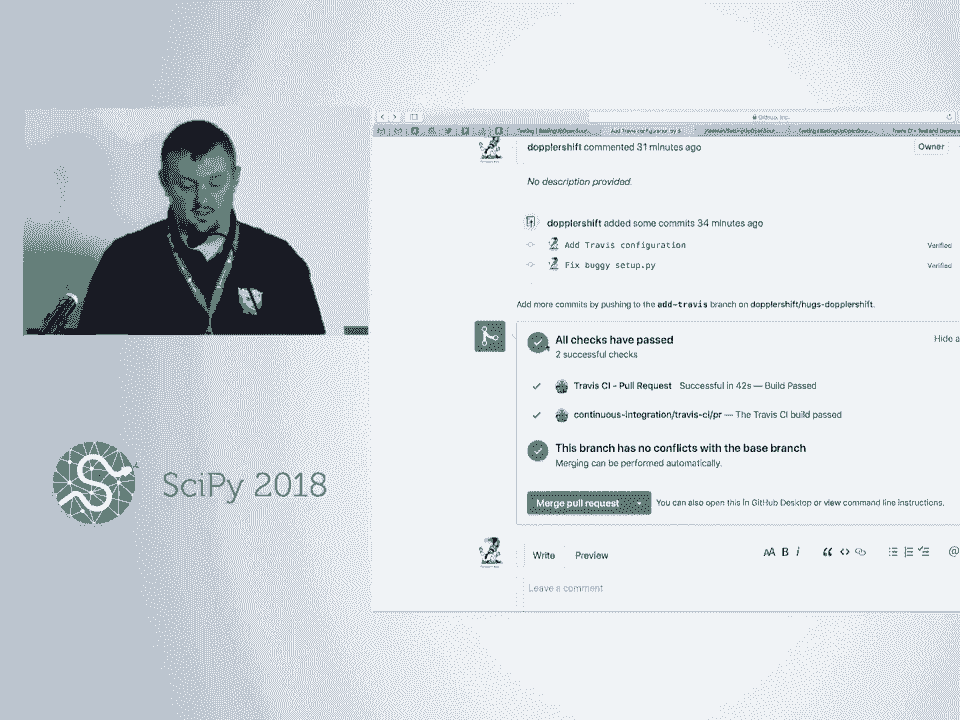 GitHub, Inc.
dopplershift commented 31 minutes ago
Owner
No description provided.
dopplershift added some commits 34 minutes ago
Add Travis configuration
Verified
Fix buggy setup.py
Verified
Add more commits by pushing to the add-travis branch on dopplershift/hugs-dopplershift.
All checks have passed
Hide a
2 successful checks
Travis CI - Pull Request Successful in 42s — Build Passed
continuous-integration/travis-ci/pr — The Travis CI build passed
This branch has no conflicts with the base branch
Merging can be performed automatically.
Merge pull request
You can also open this in GitHub Desktop or view command line instructions.
Write Preview
AA B i
@
Leave a comment
SciPy 2018